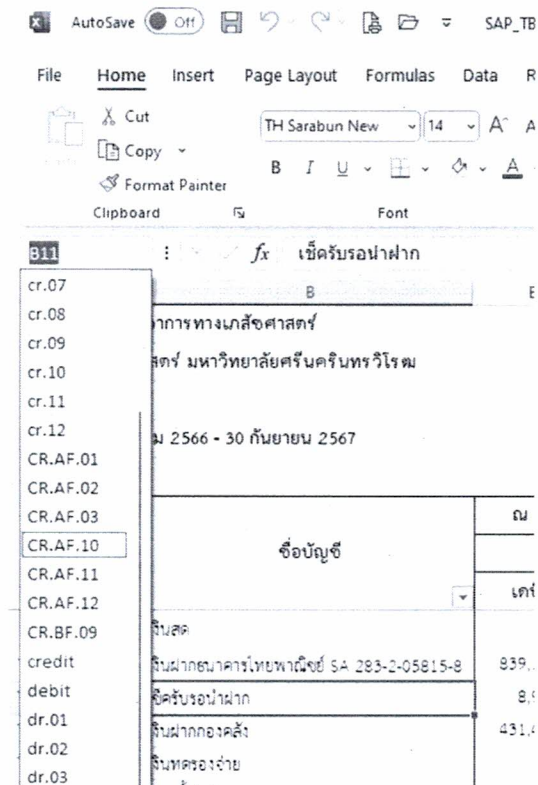 AutoSave Off SAP_TB
File Home Insert Page Layout Formulas Data R
Cut
Copy
Format Painter
TH Sarabun New 14 A A
B I U A
Clipboard Font
B11 fx เช็ครับรอนำฝาก
B E
cr.07
cr.08
cr.09
cr.10
cr.11
cr.12
CR.AF.01
CR.AF.02
CR.AF.03
CR.AF.10
CR.AF.11
CR.AF.12
CR.BF.09
credit
debit
dr.01
dr.02
dr.03
าการทางเภสัชศาสตร์
สตร์ มหาวิทยาลัยศรีนครินทรวิโรฒ
ม 2566 - 30 กันยายน 2567
ณ
ชื่อบัญชี
เดบ
งินสด
งินฝากธนาคารไทยพาณิชย์ SA 283-2-05815-8 839,
ช็ครับรอนำฝาก 8,
งินฝากกองคลัง 431,
งินทดรองจ่าย